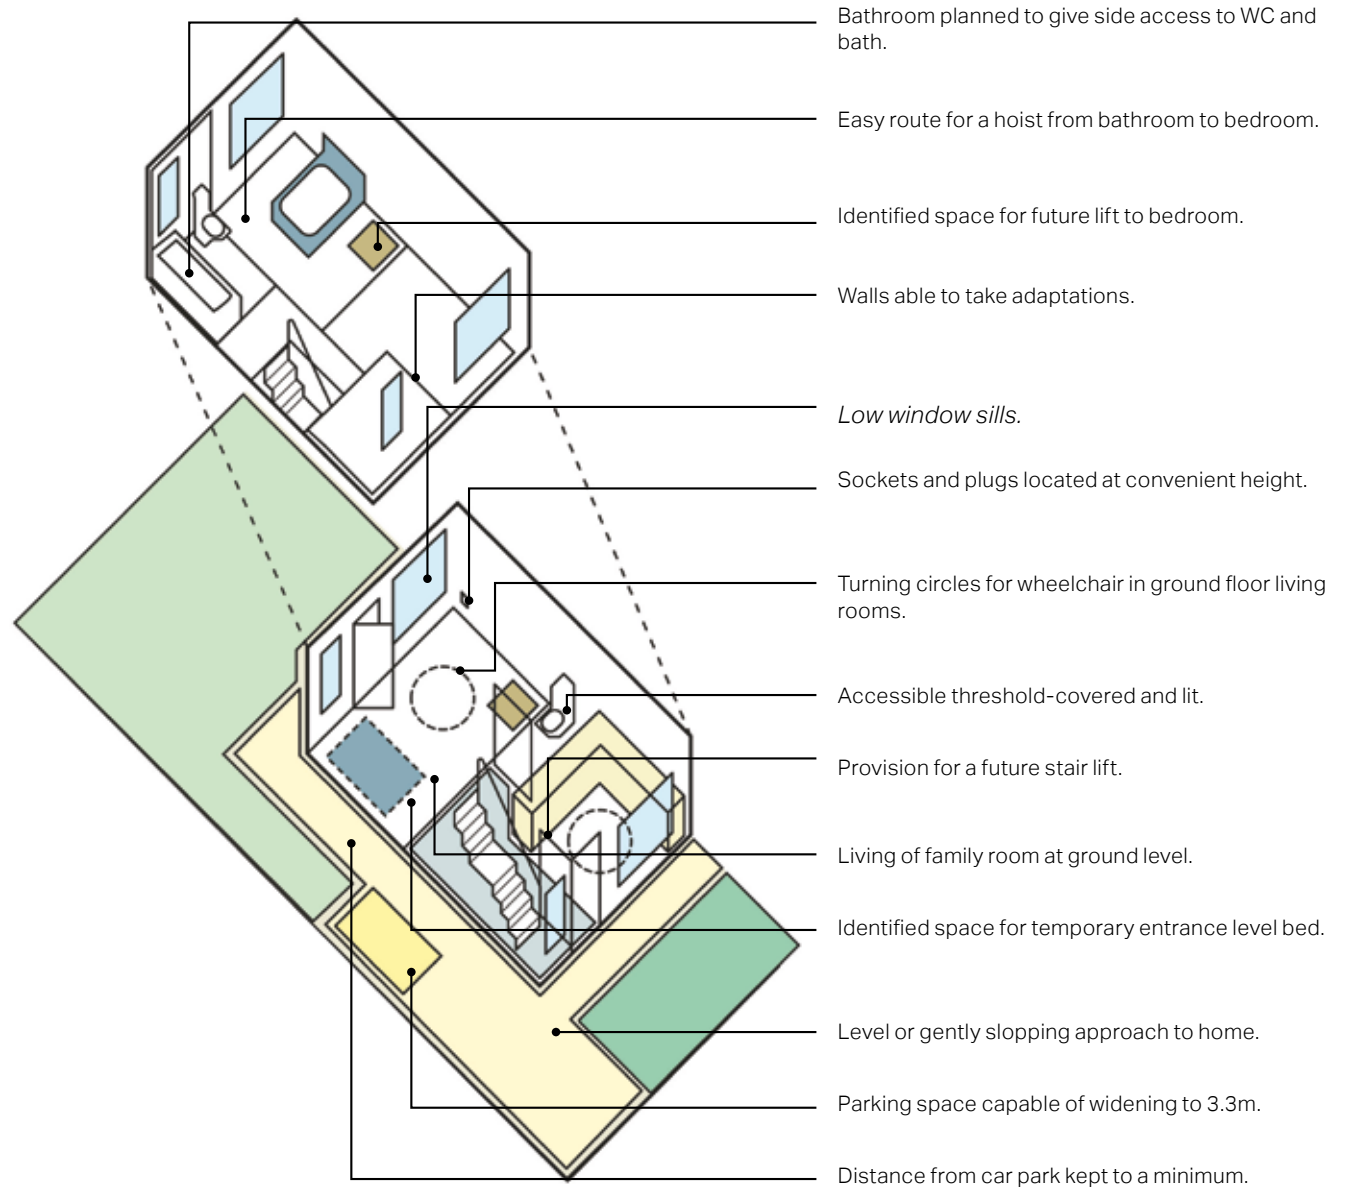 Bathroom planned to give side access to WC and
bath.
Easy route for a hoist from bathroom to bedroom.
Identified space for future lift to bedroom.
Walls able to take adaptations.
Low window sills.
Sockets and plugs located at convenient height.
Turning circles for wheelchair in ground floor living
rooms.
Accessible threshold-covered and lit.
Provision for a future stair lift.
Living of family room at ground level.
Identified space for temporary entrance level bed.
Level or gently slopping approach to home.
Parking space capable of widening to 3.3m.
Distance from car park kept to a minimum.